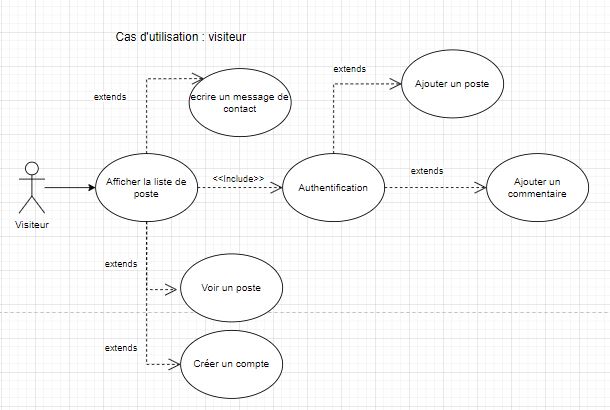 Cas d'utilisation : visiteur
extends
extends
ecrire un message de
contact
Ajouter un poste
Visiteur
Afficher la liste de
poste
<<Include>>
Authentification
extends
Ajouter un
commentaire
extends
Voir un poste
extends
Créer un compte